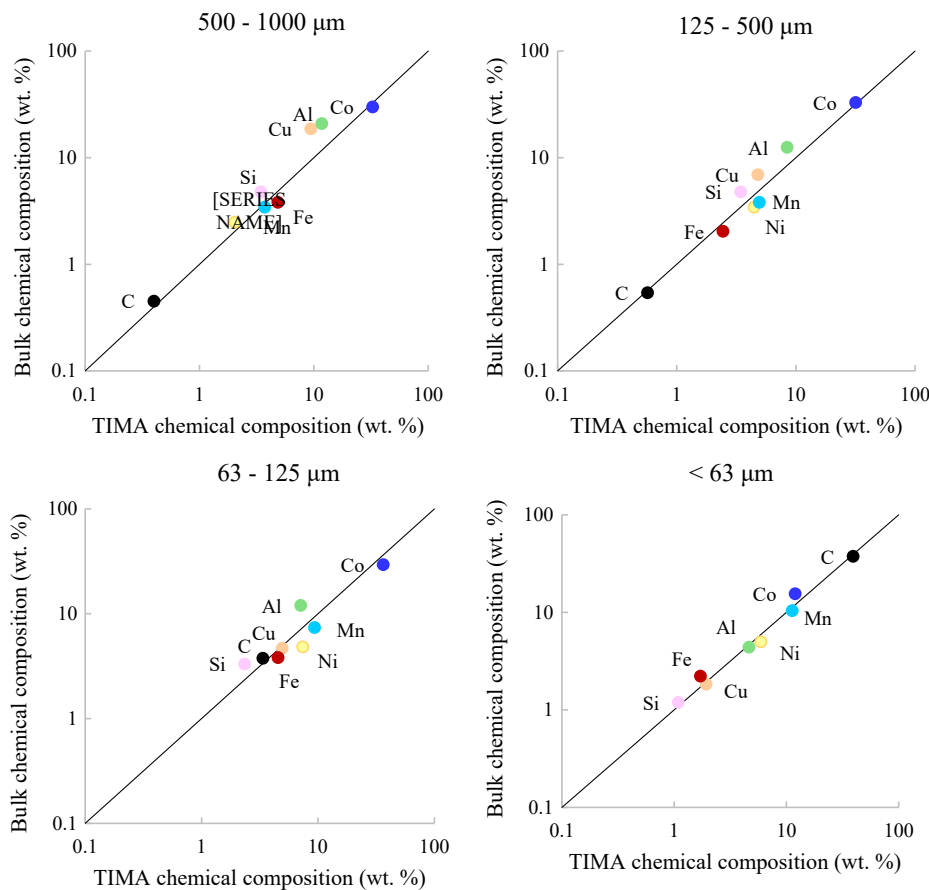 500 - 1000 μm
Bulk chemical composition (wt. %)
100
10
1
0.1
Co
Al
Cu
Si
[SERIES
NAME]
Fe
Mn
C
0.1 1 10 100
TIMA chemical composition (wt. %)
125 - 500 μm
Bulk chemical composition (wt. %)
100
10
1
0.1
Co
Al
Cu
Si
Mn
Ni
Fe
C
0.1 1 10 100
TIMA chemical composition (wt. %)
63 - 125 μm
Bulk chemical composition (wt. %)
100
10
1
0.1
Co
Al
Cu
Mn
C
Si
Ni
Fe
0.1 1 10 100
TIMA chemical composition (wt. %)
< 63 μm
Bulk chemical composition (wt. %)
100
10
1
0.1
C
Co
Mn
Al
Ni
Fe
Cu
Si
0.1 1 10 100
TIMA chemical composition (wt. %)